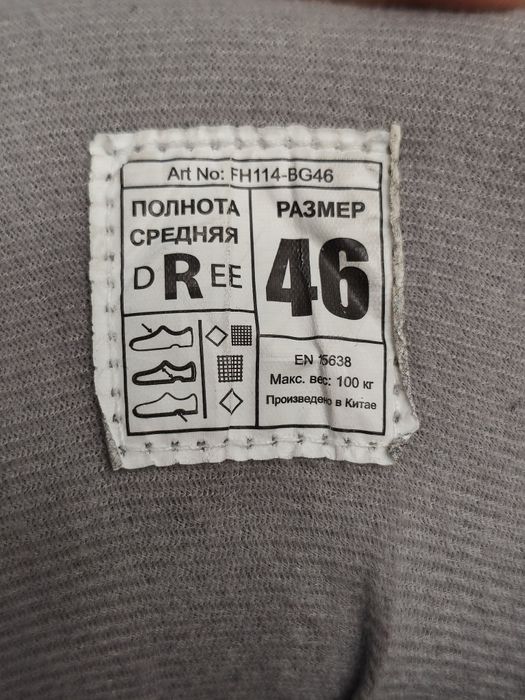 Art No: FH114-BG46
ПОЛНОТА
СРЕДНЯЯ
D R EE
РАЗМЕР
46
EN 15638
Макс. вес: 100 кг
Произведено в Китае